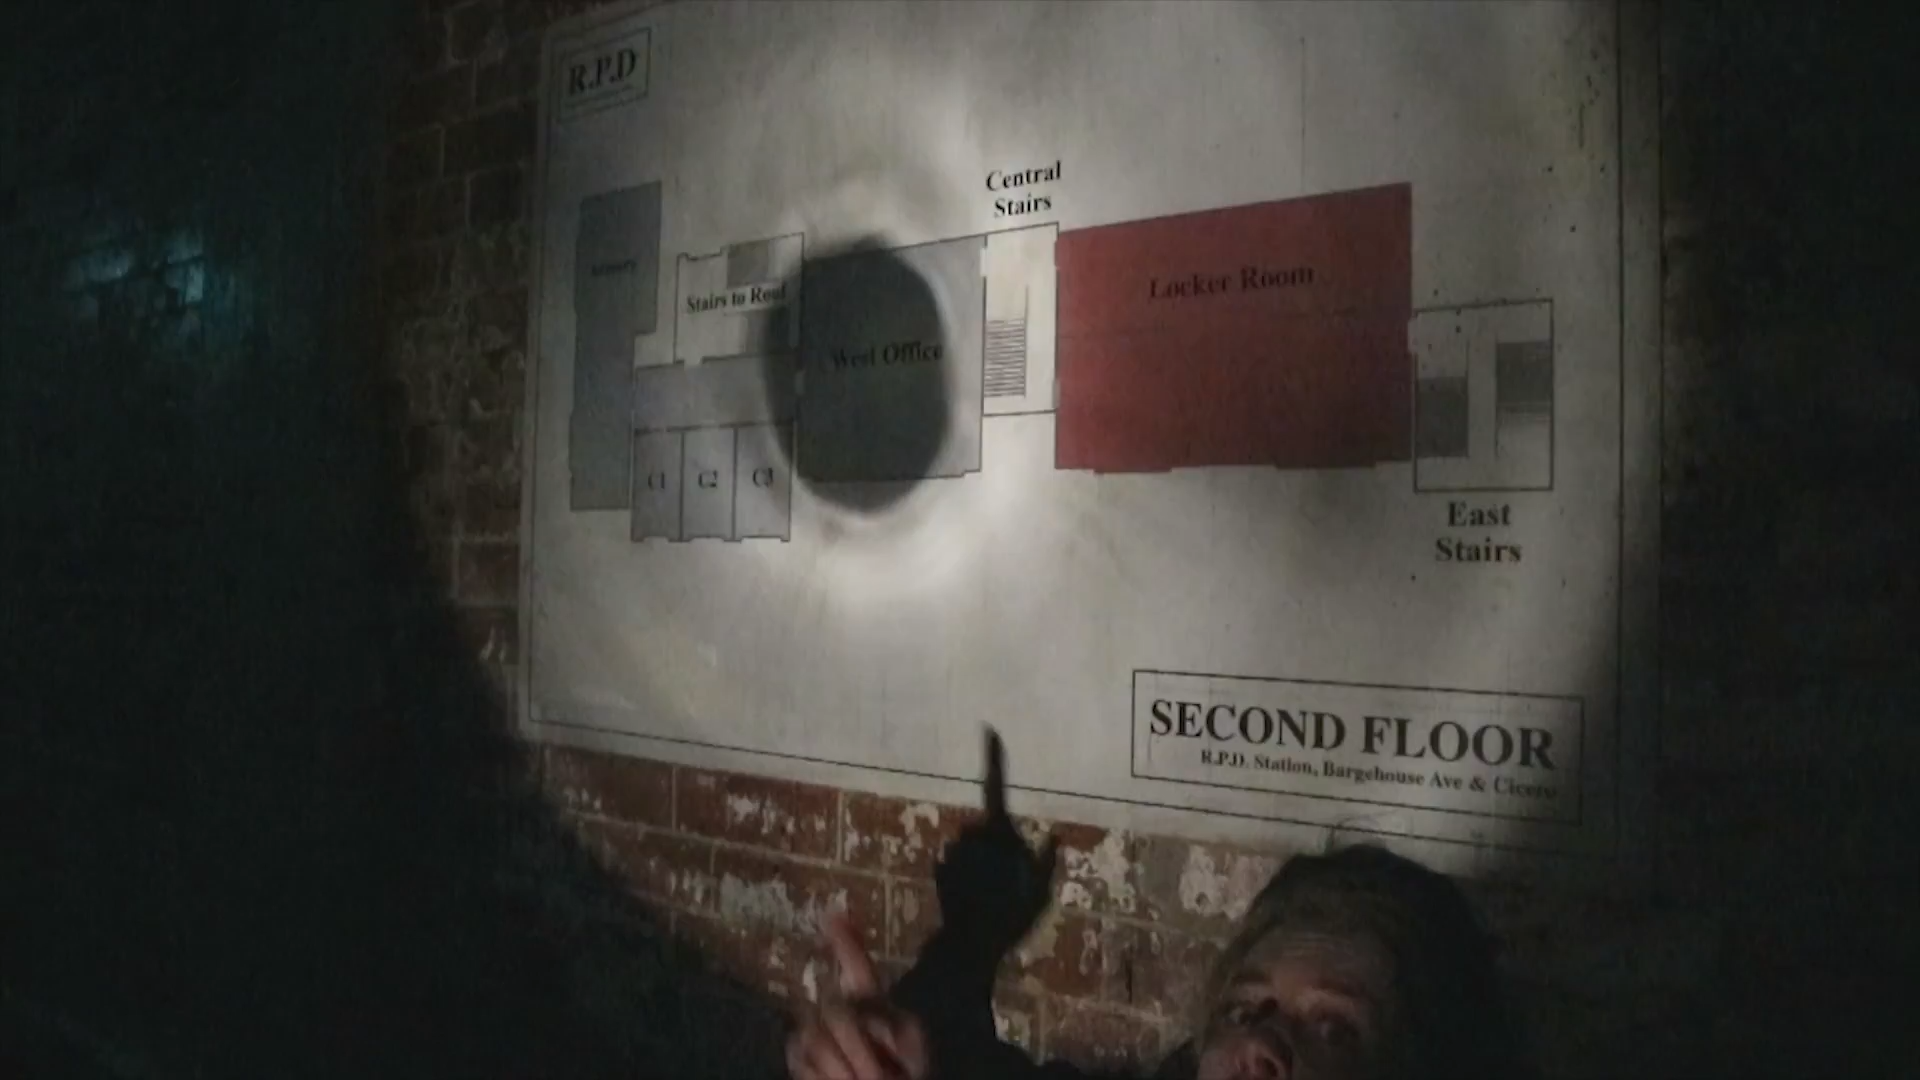 R.P.D
Central
Stairs
Armory
Stairs to Roof
Locker Room
West Office
C1 C2 C3
East
Stairs
SECOND FLOOR
R.P.D. Station, Bargehouse Ave & Cicero